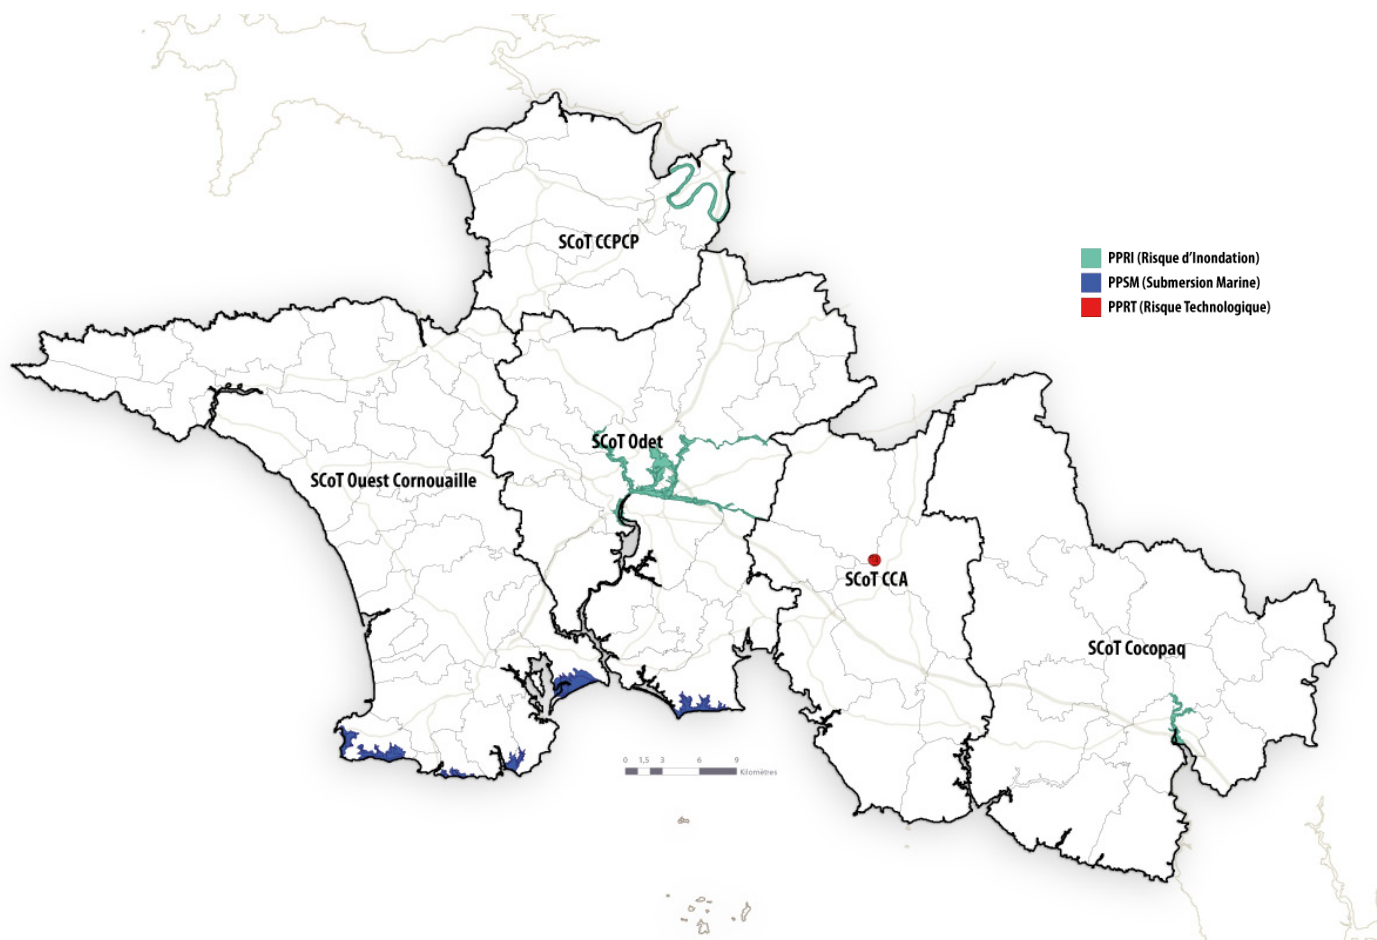 SCoT CCPCP
PPRI (Risque d'Inondation)
PPSM (Submersion Marine)
PPRT (Risque Technologique)
SCoT Odet
SCoT Ouest Cornouaille
SCoT CCA
SCoT Cocopaq
0 1,5 3 6 9
Kilomètres